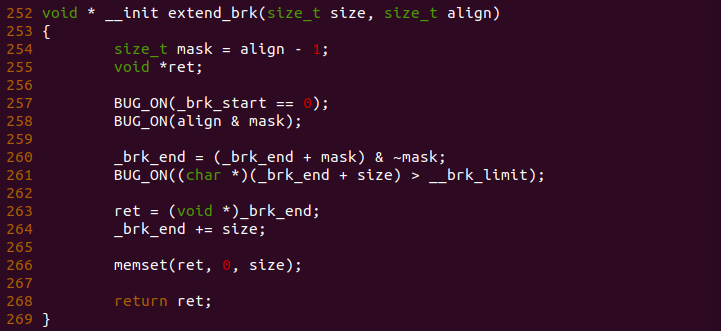 252 void * __init extend_brk(size_t size, size_t align)
253 {
254         size_t mask = align - 1;
255         void *ret;
256
257         BUG_ON(_brk_start == 0);
258         BUG_ON(align & mask);
259
260         _brk_end = (_brk_end + mask) & ~mask;
261         BUG_ON((char *)(_brk_end + size) > __brk_limit);
262
263         ret = (void *)_brk_end;
264         _brk_end += size;
265
266         memset(ret, 0, size);
267
268         return ret;
269 }